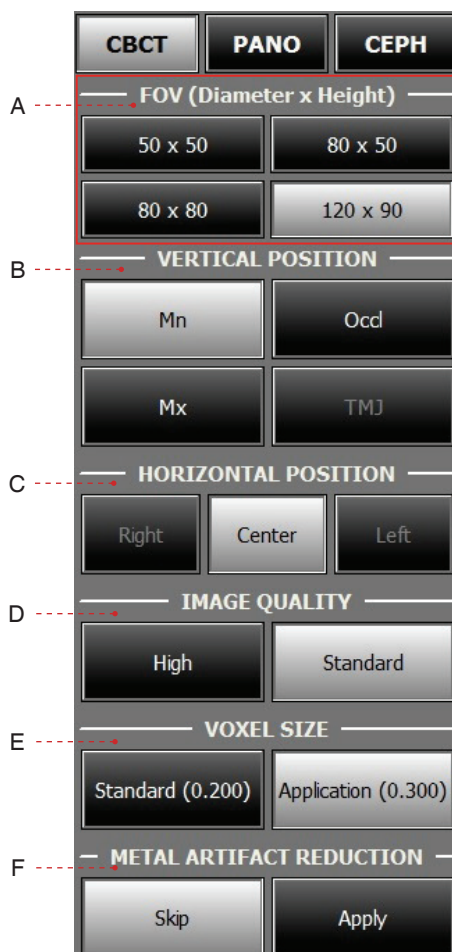 CBCT PANO CEPH
A FOV (Diameter x Height)
50 x 50 80 x 50
80 x 80 120 x 90
B VERTICAL POSITION
Mn Occl
Mx TMJ
C HORIZONTAL POSITION
Right Center Left
D IMAGE QUALITY
High Standard
E VOXEL SIZE
Standard (0.200) Application (0.300)
F METAL ARTIFACT REDUCTION
Skip Apply